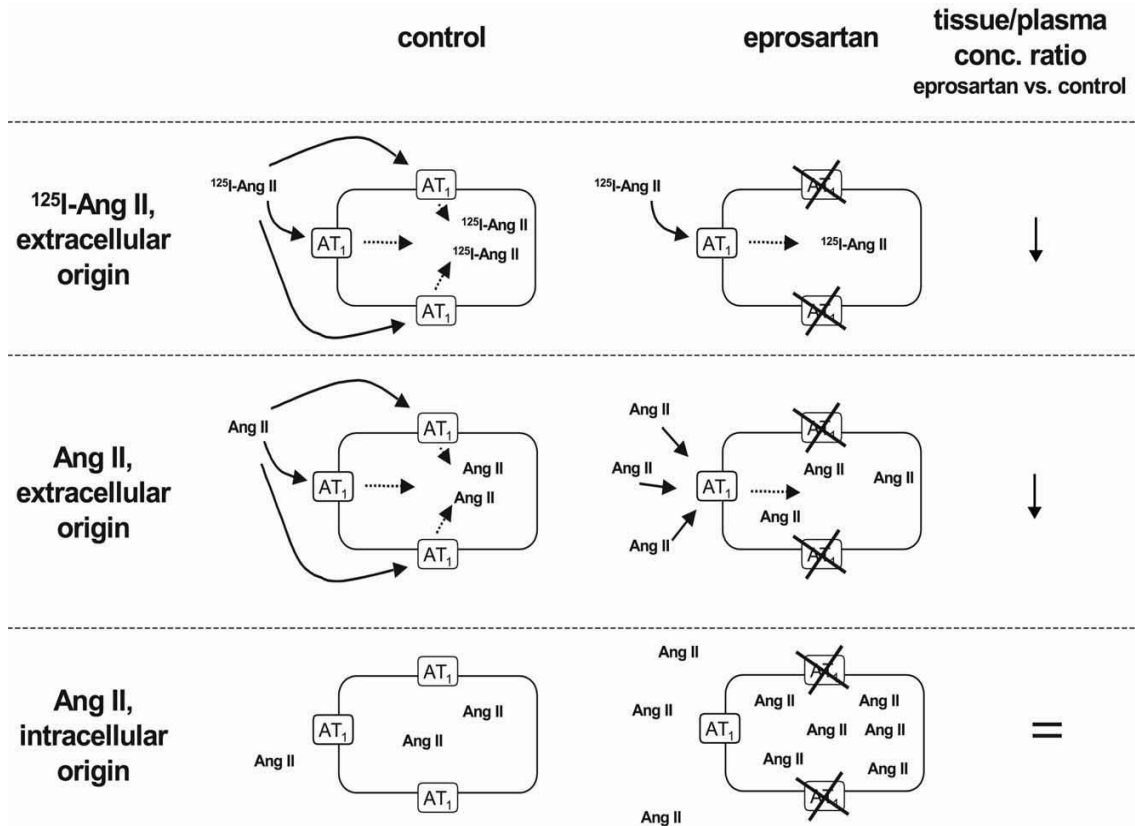 control
eprosartan
tissue/plasma
conc. ratio
eprosartan vs. control
¹²⁵I-Ang II,
extracellular
origin
¹²⁵I-Ang II
AT₁
AT₁
AT₁
¹²⁵I-Ang II
¹²⁵I-Ang II
¹²⁵I-Ang II
AT₁
AT₁
AT₁
¹²⁵I-Ang II
↓
Ang II,
extracellular
origin
Ang II
AT₁
AT₁
AT₁
Ang II
Ang II
Ang II
Ang II
Ang II
AT₁
AT₁
AT₁
Ang II
Ang II
Ang II
↓
Ang II,
intracellular
origin
AT₁
AT₁
AT₁
Ang II
Ang II
Ang II
Ang II
Ang II
Ang II
AT₁
AT₁
AT₁
Ang II
Ang II
Ang II
Ang II
Ang II
Ang II
=